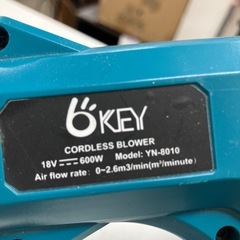 6KEY
CORDLESS BLOWER
18V⎓600W Model: YN-8010
Air flow rate: 0~2.6m3/min(m³/minute)